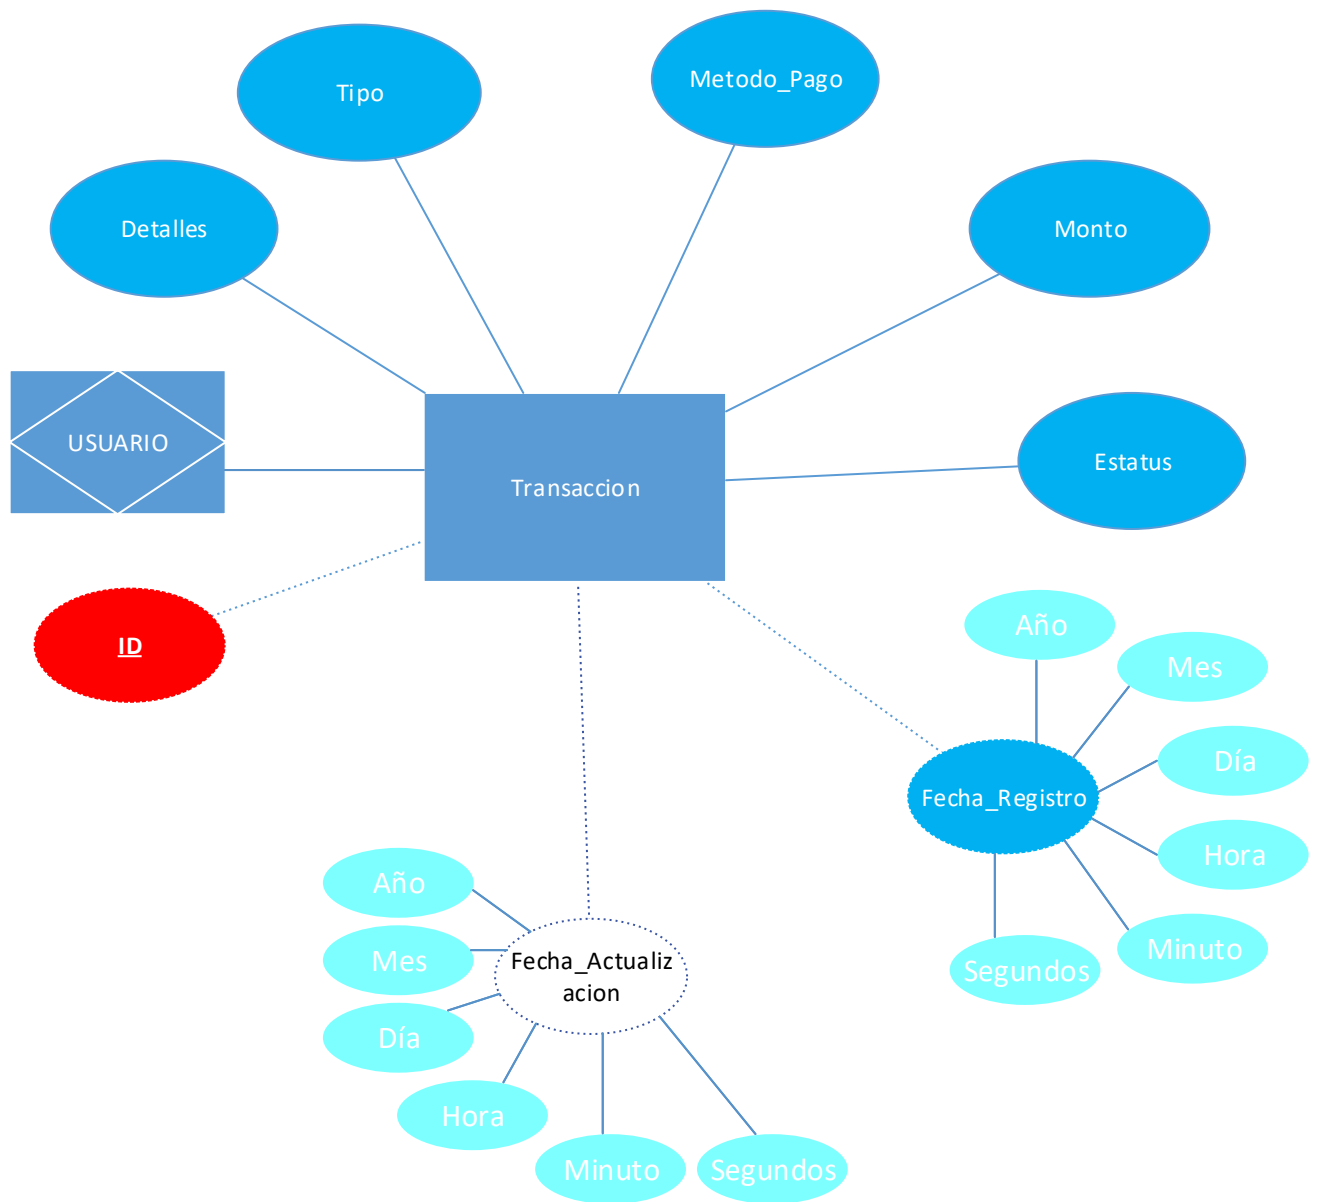 Metodo_Pago
Tipo
Detalles
Monto
USUARIO
Estatus
Transaccion
ID
Año
Mes
Día
Fecha_Registro
Hora
Minuto
Segundos
Año
Mes
Fecha_Actualiz
acion
Día
Hora
Minuto
Segundos